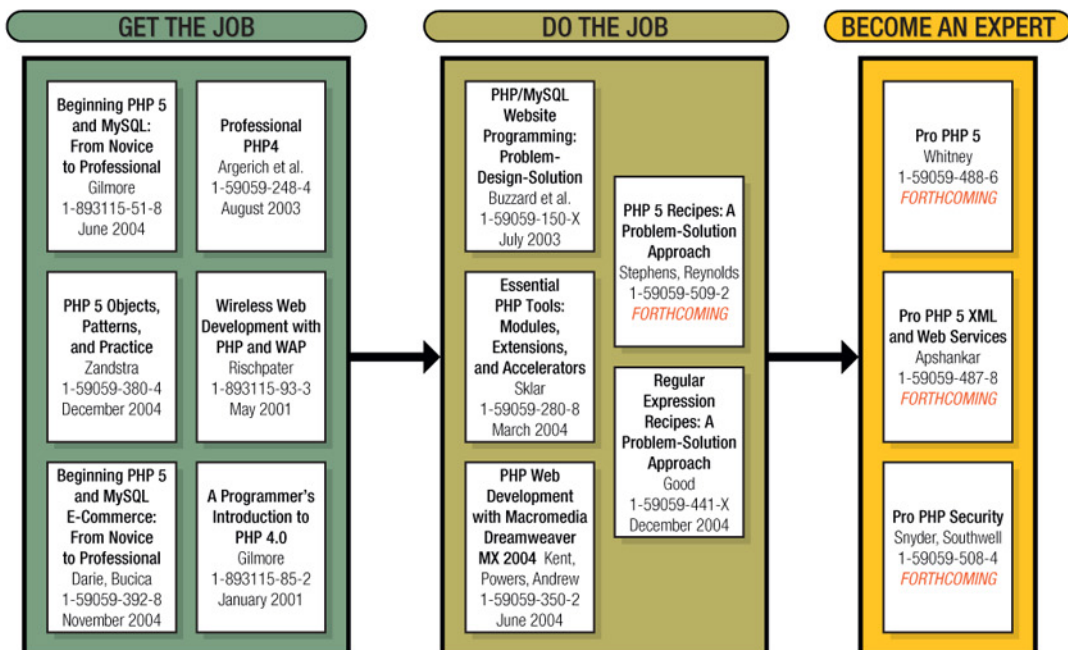 GET THE JOB
Beginning PHP 5
and MySQL:
From Novice
to Professional
Gilmore
1-893115-51-8
June 2004
Professional
PHP4
Argerich et al.
1-59059-248-4
August 2003
PHP 5 Objects,
Patterns,
and Practice
Zandstra
1-59059-380-4
December 2004
Wireless Web
Development with
PHP and WAP
Rischpater
1-893115-93-3
May 2001
Beginning PHP 5
and MySQL
E-Commerce:
From Novice
to Professional
Darie, Bucica
1-59059-392-8
November 2004
A Programmer's
Introduction to
PHP 4.0
Gilmore
1-893115-85-2
January 2001
DO THE JOB
PHP/MySQL
Website
Programming:
Problem-
Design-Solution
Buzzard et al.
1-59059-150-X
July 2003
Essential
PHP Tools:
Modules,
Extensions,
and Accelerators
Sklar
1-59059-280-8
March 2004
PHP Web
Development
with Macromedia
Dreamweaver
MX 2004 Kent,
Powers, Andrew
1-59059-350-2
June 2004
PHP 5 Recipes: A
Problem-Solution
Approach
Stephens, Reynolds
1-59059-509-2
FORTHCOMING
Regular
Expression
Recipes: A
Problem-Solution
Approach
Good
1-59059-441-X
December 2004
BECOME AN EXPERT
Pro PHP 5
Whitney
1-59059-488-6
FORTHCOMING
Pro PHP 5 XML
and Web Services
Apshankar
1-59059-487-8
FORTHCOMING
Pro PHP Security
Snyder, Southwell
1-59059-508-4
FORTHCOMING